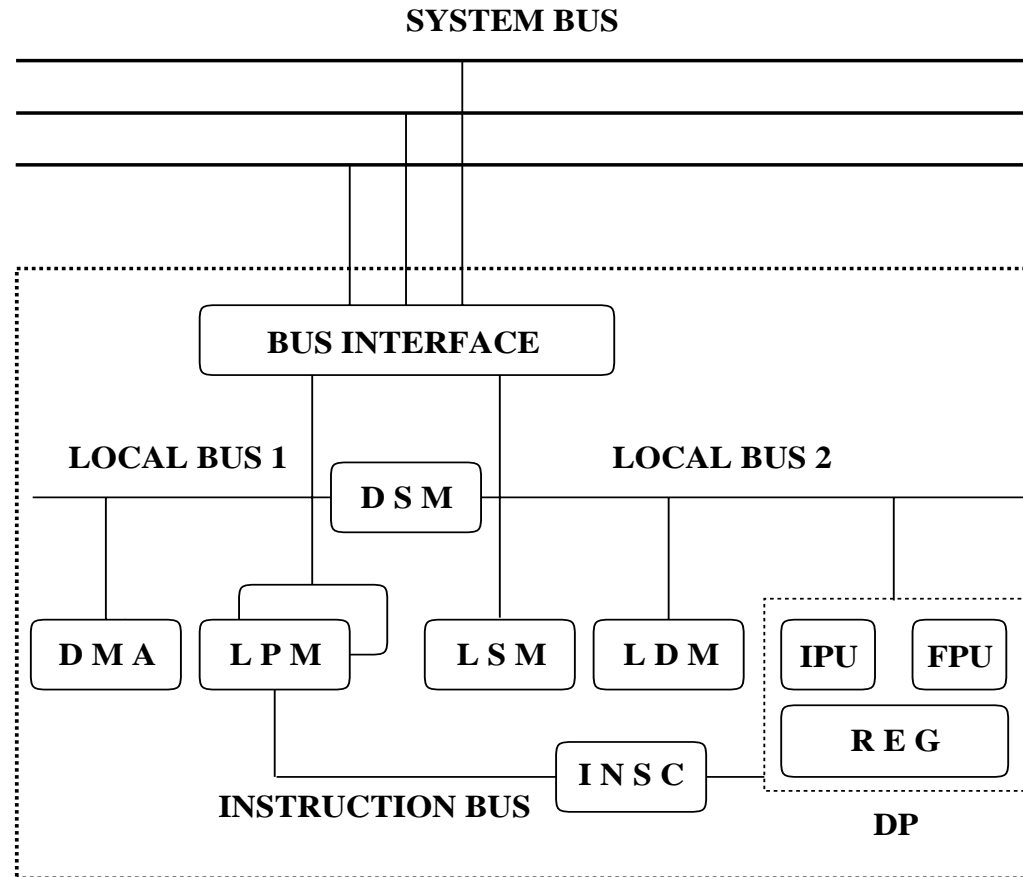 SYSTEM BUS
BUS INTERFACE
LOCAL BUS 1
LOCAL BUS 2
D S M
D M A
L P M
L S M
L D M
IPU
FPU
R E G
I N S C
INSTRUCTION BUS
DP